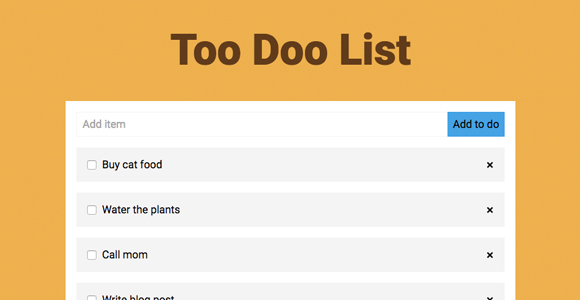 Too Doo List
Add item
Add to do
Buy cat food
×
Water the plants
×
Call mom
×
Write blog post
×